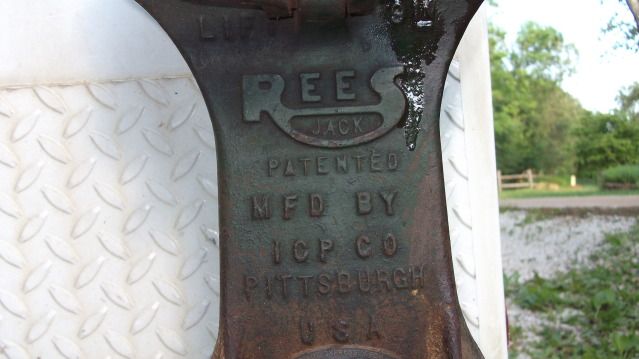 REES
JACK
PATENTED
MFD BY
ICP CO
PITTSBURGH
USA